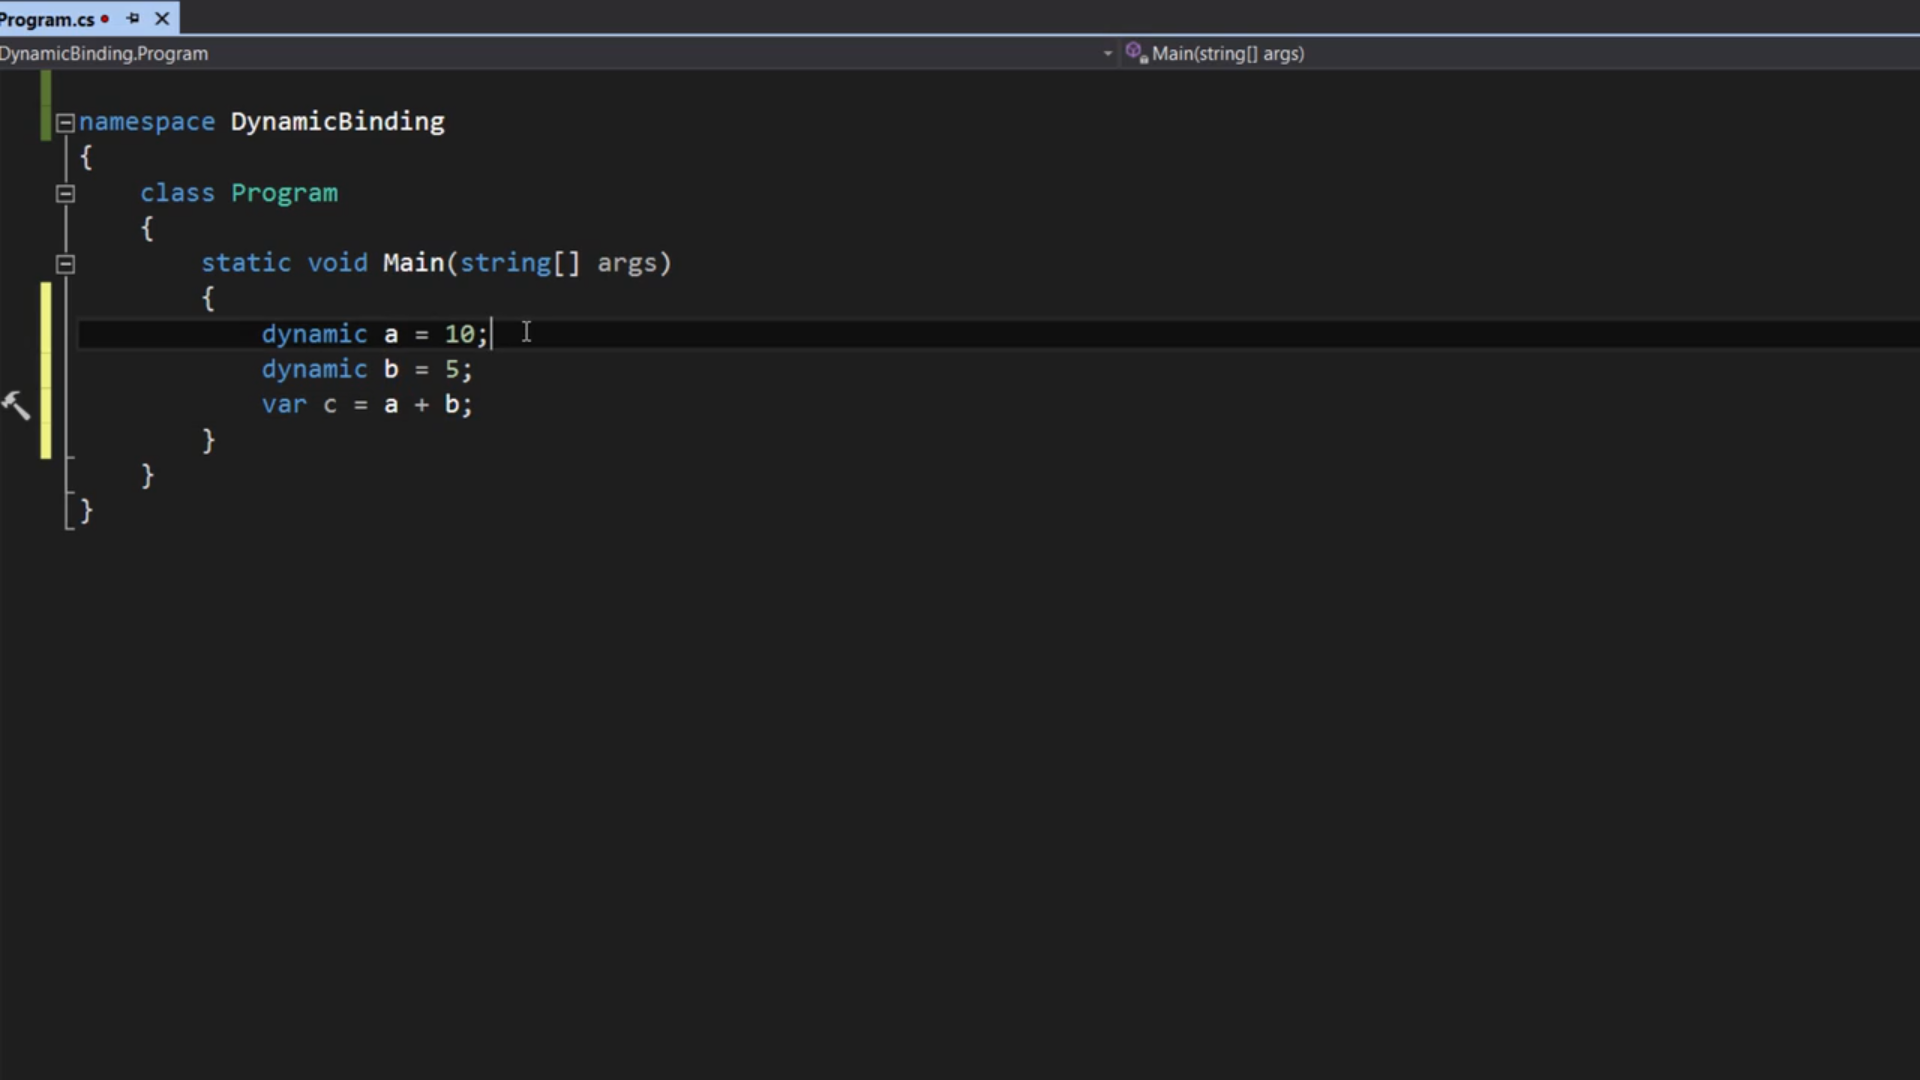 Program.cs
DynamicBinding.Program
Main(string[] args)
namespace DynamicBinding
{
class Program
{
static void Main(string[] args)
{
dynamic a = 10;
dynamic b = 5;
var c = a + b;
}
}
}